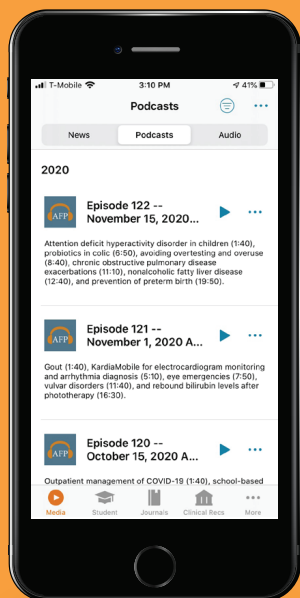 T-Mobile 3:10 PM 41%
Podcasts
News Podcasts Audio
2020
AFP
Episode 122 --
November 15, 2020...
Attention deficit hyperactivity disorder in children (1:40),
probiotics in colic (6:50), avoiding overtesting and overuse
(8:40), chronic obstructive pulmonary disease
exacerbations (11:10), nonalcoholic fatty liver disease
(12:40), and prevention of preterm birth (19:50).
AFP
Episode 121 --
November 1, 2020 A...
Gout (1:40), KardiaMobile for electrocardiogram monitoring
and arrhythmia diagnosis (5:10), eye emergencies (7:50),
vulvar disorders (11:40), and rebound bilirubin levels after
phototherapy (16:30).
AFP
Episode 120 --
October 15, 2020 A...
Outpatient management of COVID-19 (1:40), school-based
Media Student Journals Clinical Recs More